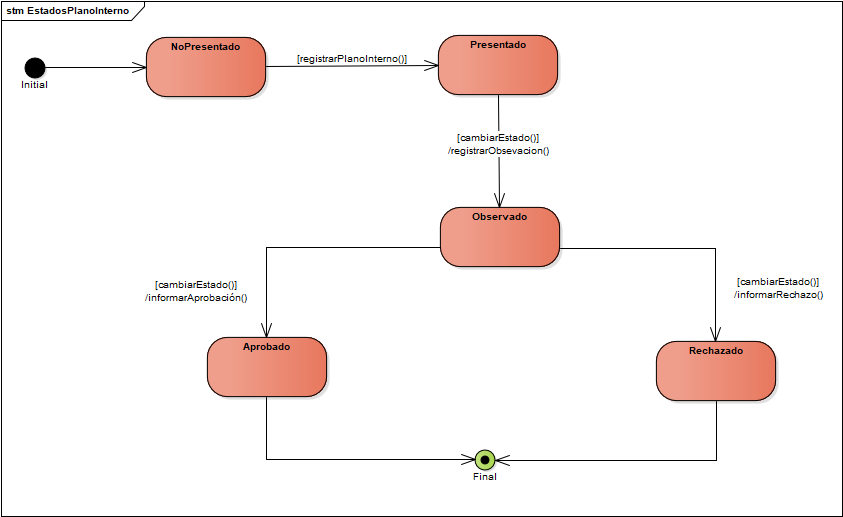 stm EstadosPlanoInterno
NoPresentado
Presentado
[registrarPlanoInterno()]
Initial
[cambiarEstado()]
/registrarObsevacion()
Observado
[cambiarEstado()]
/informarAprobación()
[cambiarEstado()]
/informarRechazo()
Aprobado
Rechazado
Final